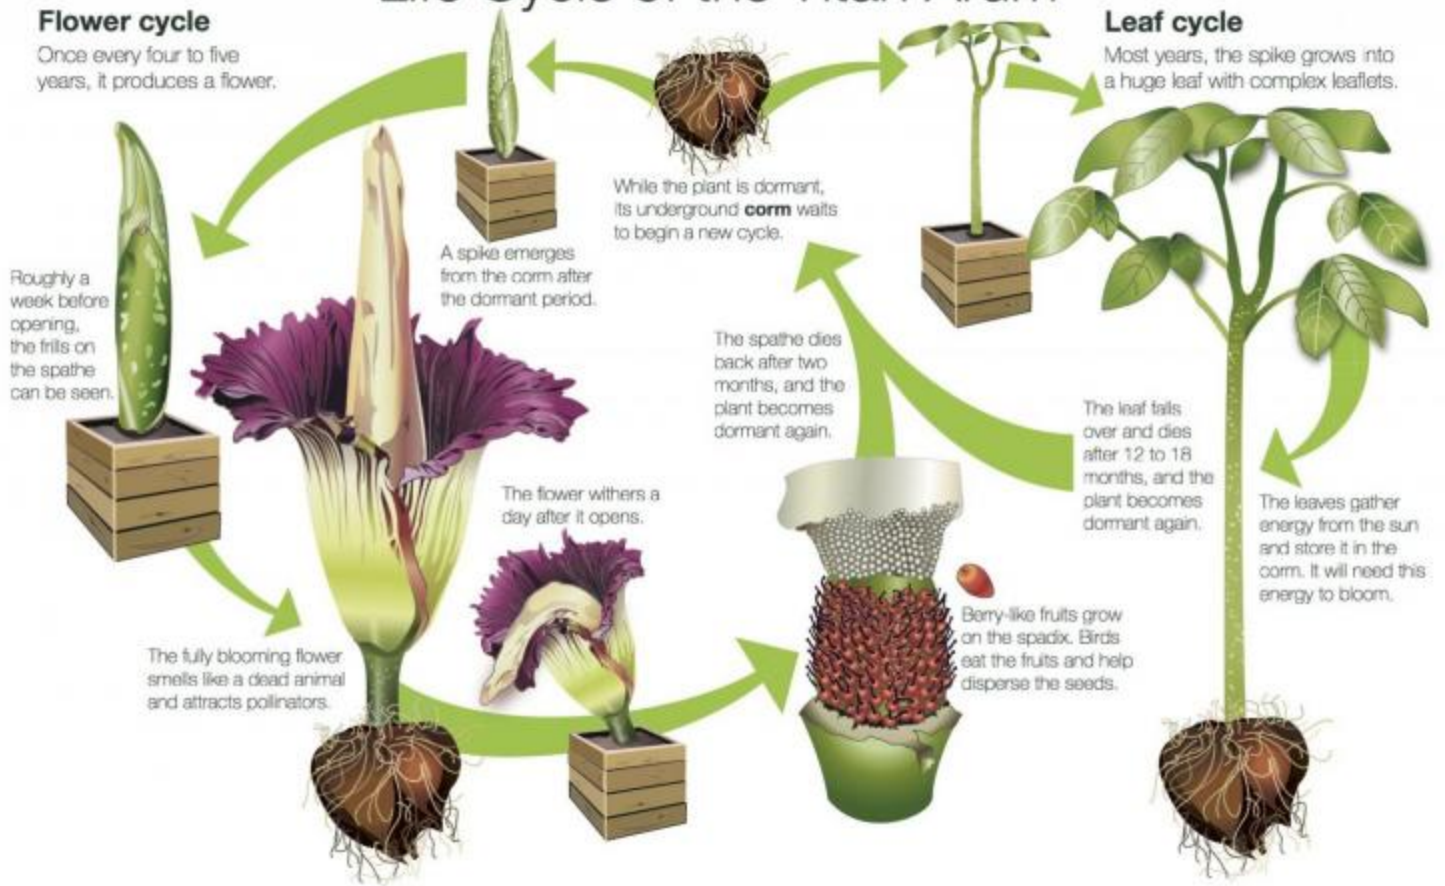 Life Cycle of the Titan Arum
Flower cycle
Once every four to five
years, it produces a flower.
Leaf cycle
Most years, the spike grows into
a huge leaf with complex leaflets.
While the plant is dormant,
its underground corm waits
to begin a new cycle.
A spike emerges
from the corm after
the dormant period.
Roughly a
week before
opening,
the frills on
the spathe
can be seen.
The fully blooming flower
smells like a dead animal
and attracts pollinators.
The flower withers a
day after it opens.
Berry-like fruits grow
on the spadix. Birds
eat the fruits and help
disperse the seeds.
The spathe dies
back after two
months, and the
plant becomes
dormant again.
The leaf falls
over and dies
after 12 to 18
months, and the
plant becomes
dormant again.
The leaves gather
energy from the sun
and store it in the
corm. It will need this
energy to bloom.